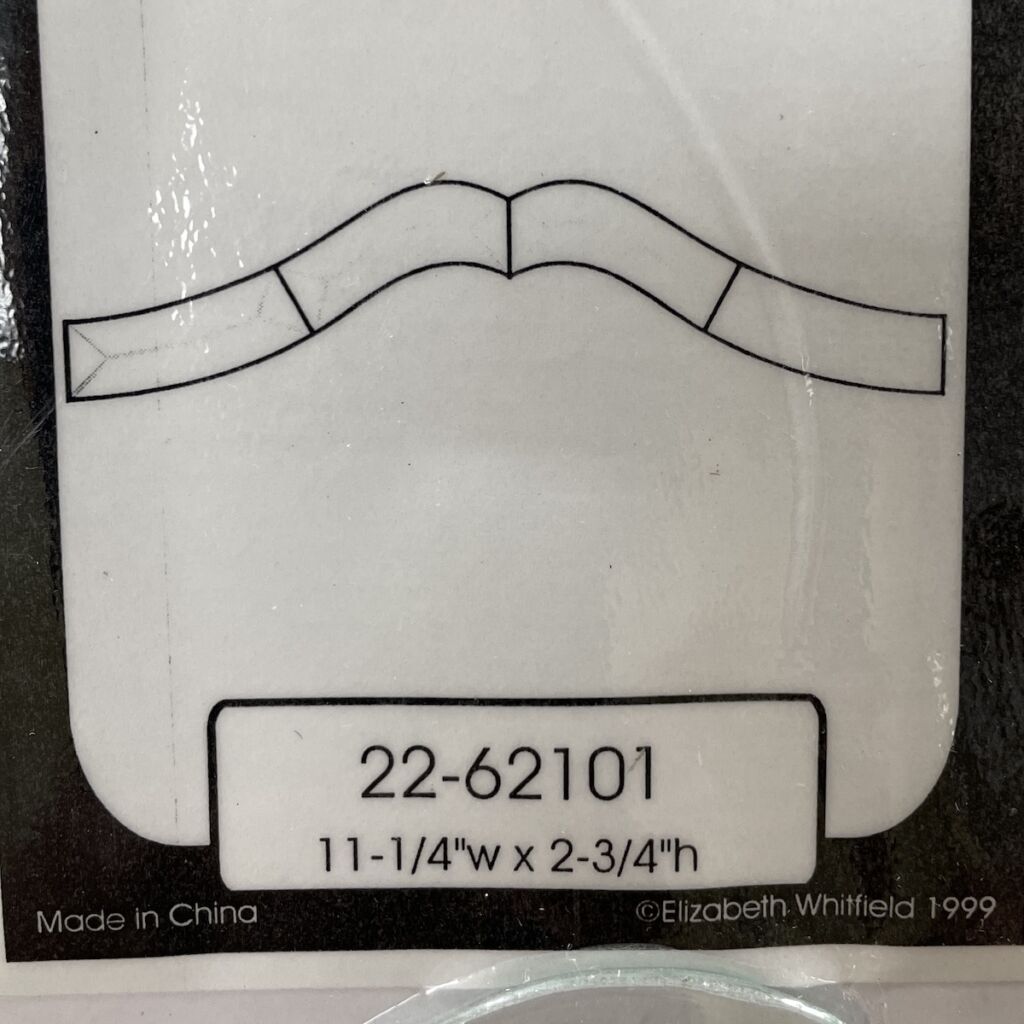 22-62101
11-1/4"w x 2-3/4"h
Made in China
©Elizabeth Whitfield 1999